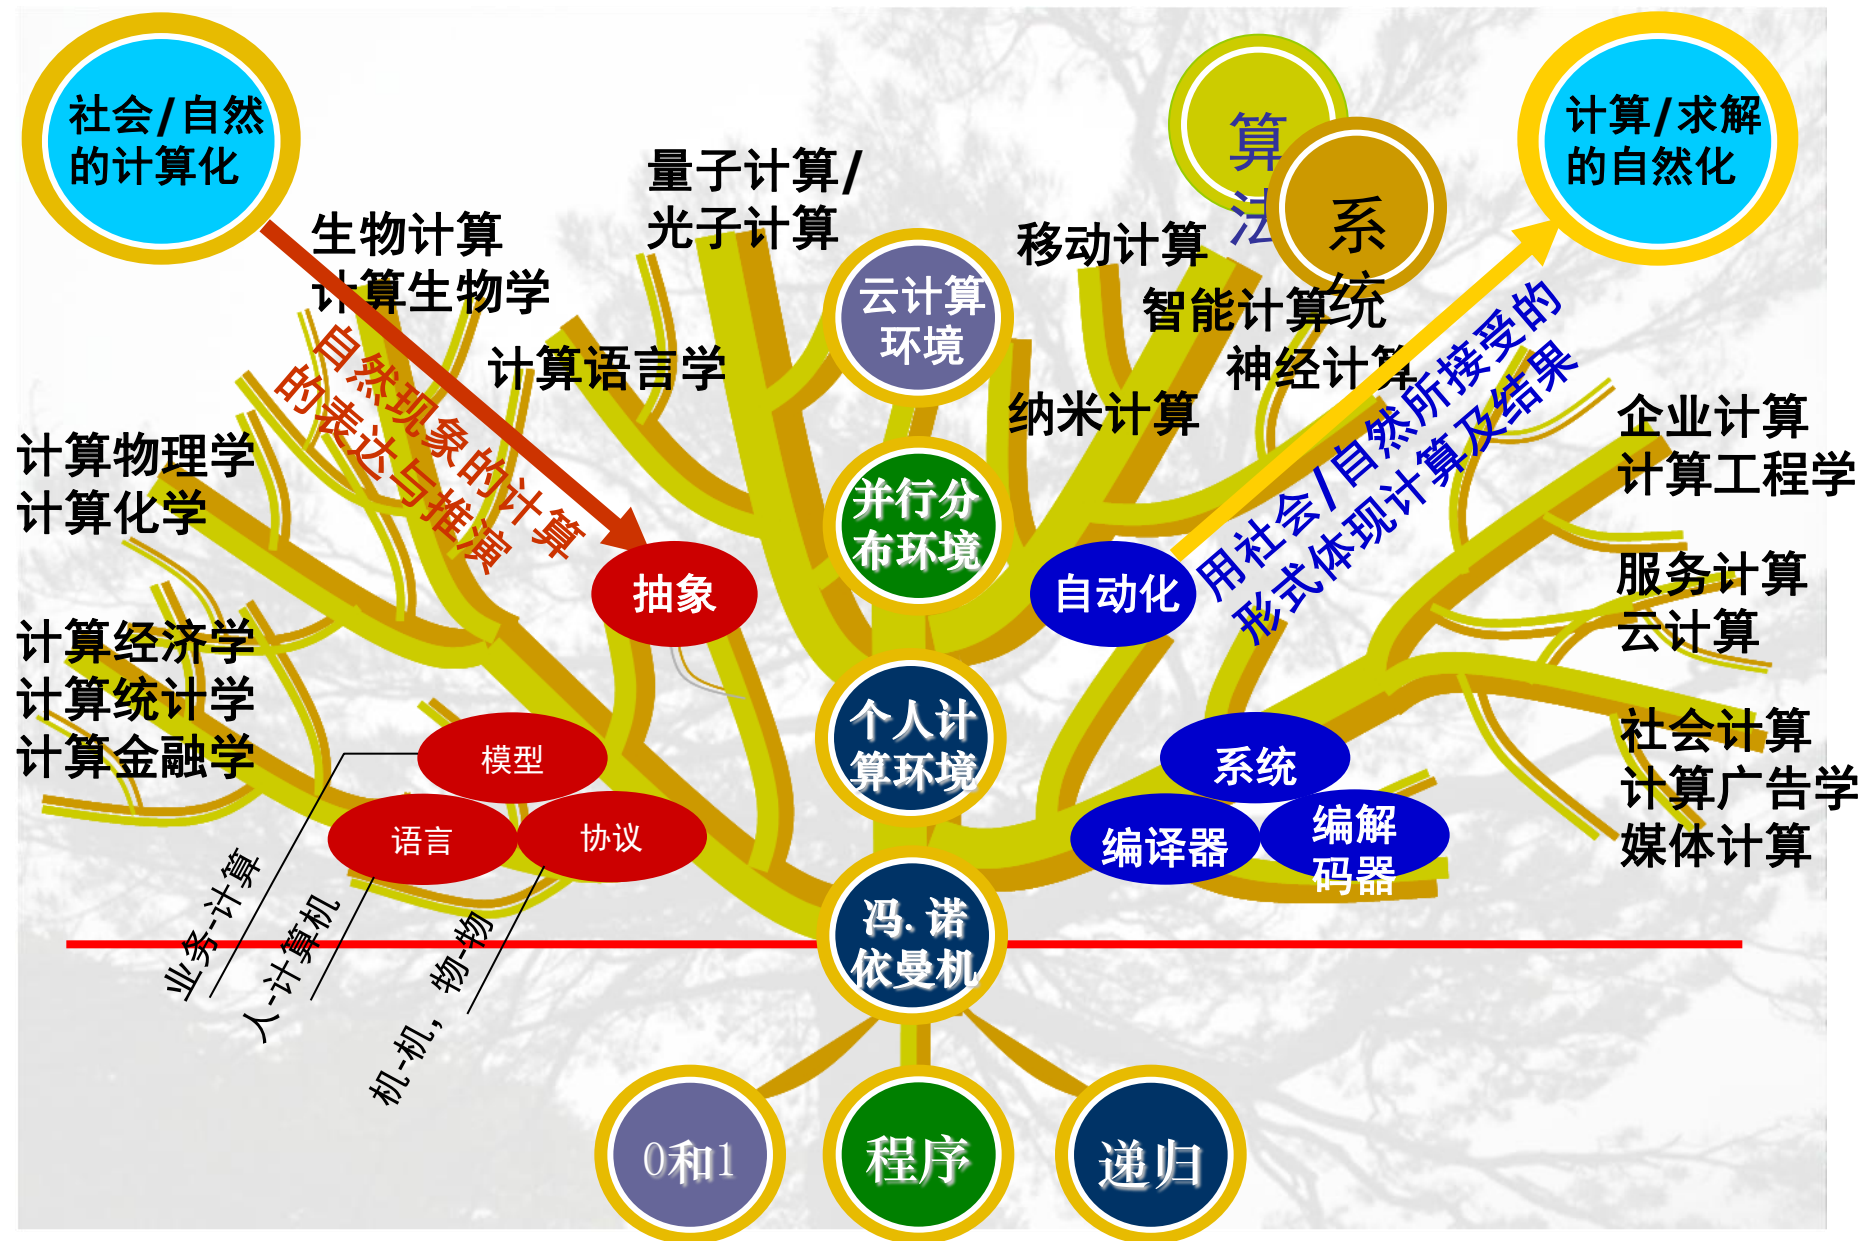 社会/自然
的计算化
计算/求解
的自然化
算
法
系
统
量子计算/
光子计算
生物计算
计算生物学
移动计算
智能计算
神经计算
云计算
环境
计算语言学
纳米计算
自然现象的计算
的表达与推演
用社会/自然所接受的
形式体现计算及结果
企业计算
计算工程学
计算物理学
计算化学
并行分
布环境
抽象
自动化
服务计算
云计算
计算经济学
计算统计学
计算金融学
个人计
算环境
社会计算
计算广告学
媒体计算
模型
语言
协议
系统
编译器
编解
码器
业务-计算
人-计算机
机-机，物-物
冯.诺
依曼机
0和1
程序
递归